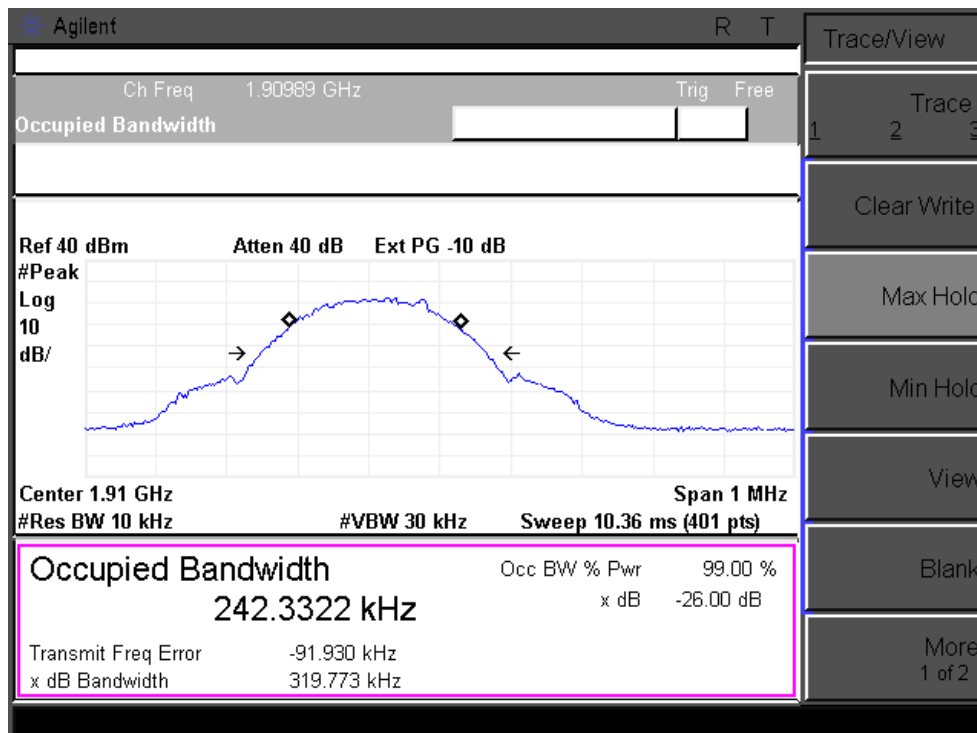 Agilent R T
Trace/View
Ch Freq 1.90989 GHz Trig Free
Occupied Bandwidth
Trace
1 2 3
Clear Write
Ref 40 dBm Atten 40 dB Ext PG -10 dB
#Peak
Log
10
dB/
Max Hold
Min Hold
View
Center 1.91 GHz Span 1 MHz
#Res BW 10 kHz #VBW 30 kHz Sweep 10.36 ms (401 pts)
Blank
Occupied Bandwidth
242.3322 kHz
Occ BW % Pwr 99.00 %
x dB -26.00 dB
Transmit Freq Error -91.930 kHz
x dB Bandwidth 319.773 kHz
More
1 of 2